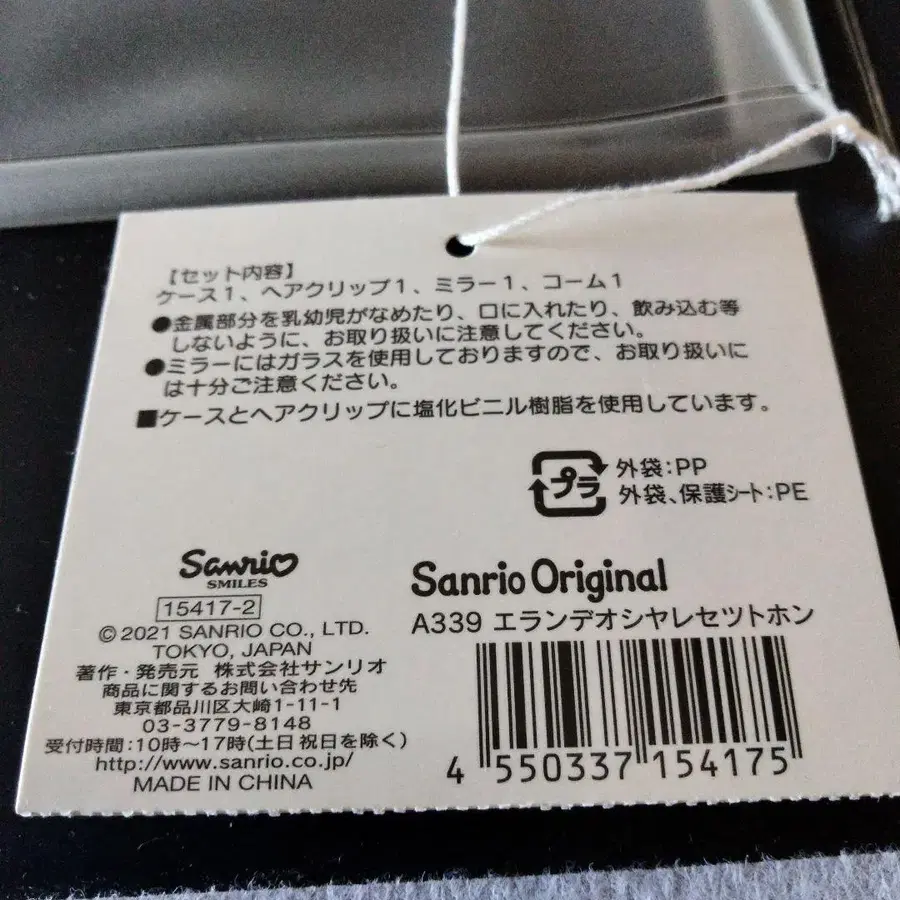 【セット内容】
ケース1、ヘアクリップ1、ミラー1、コーム1
●金属部分を乳幼児がなめたり、口に入れたり、飲み込む等
しないように、お取り扱いに注意してください。
●ミラーにはガラスを使用しておりますので、お取り扱いに
は十分ご注意ください。
■ケースとヘアクリップに塩化ビニル樹脂を使用しています。
プラ
外袋:PP
外袋、保護シート:PE
Sanrio
SMILES
15417-2
© 2021 SANRIO CO., LTD.
TOKYO, JAPAN
著作・発売元 株式会社サンリオ
商品に関するお問い合わせ先
東京都品川区大崎1-11-1
03-3779-8148
受付時間:10時〜17時(土日祝日を除く)
http://www.sanrio.co.jp/
MADE IN CHINA
Sanrio Original
A339 エランデオシヤレセツトホン
4 550337 154175